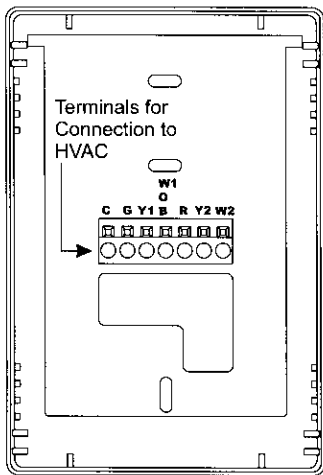 Terminals for
Connection to
HVAC
W1
O
C G Y1 B R Y2 W2